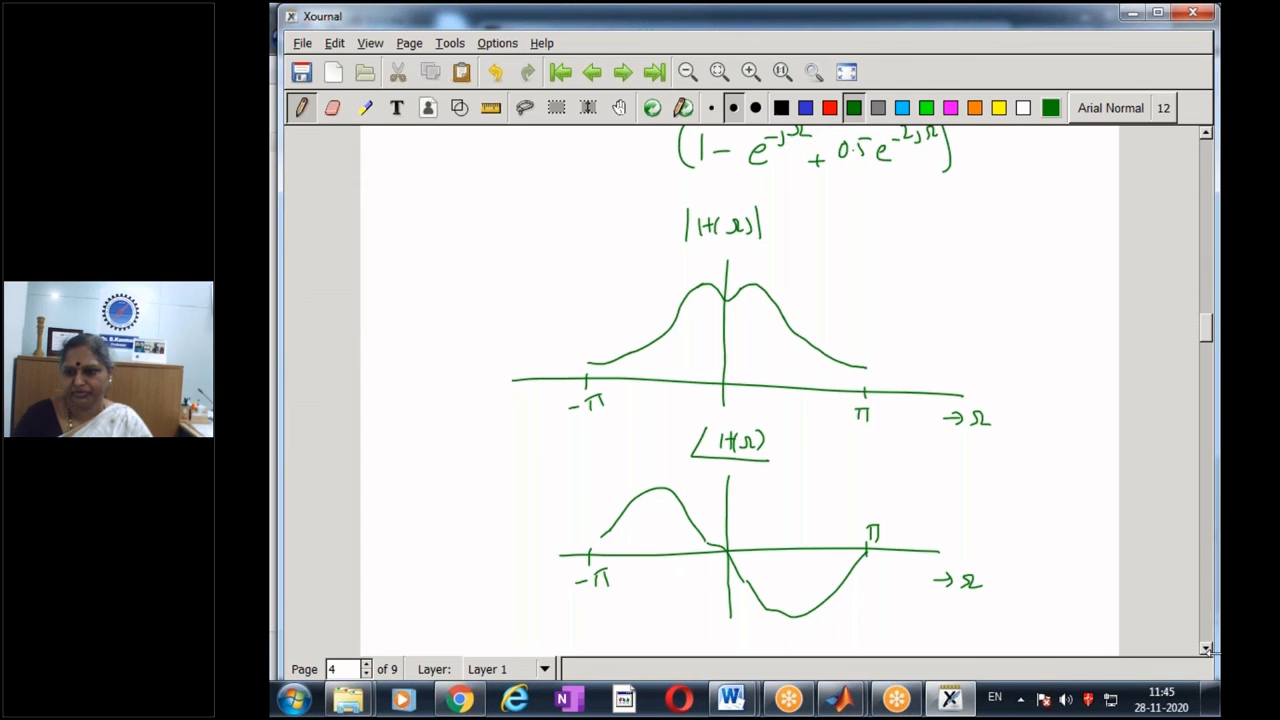 Xournal
File Edit View Page Tools Options Help
Arial Normal 12
(1 - e^{-jΩ} + 0.5e^{-2jΩ})
|H(Ω)|
-π π → Ω
∠H(Ω)
π
-π → Ω
Page 4 of 9 Layer: Layer 1
EN 11:45
28-11-2020